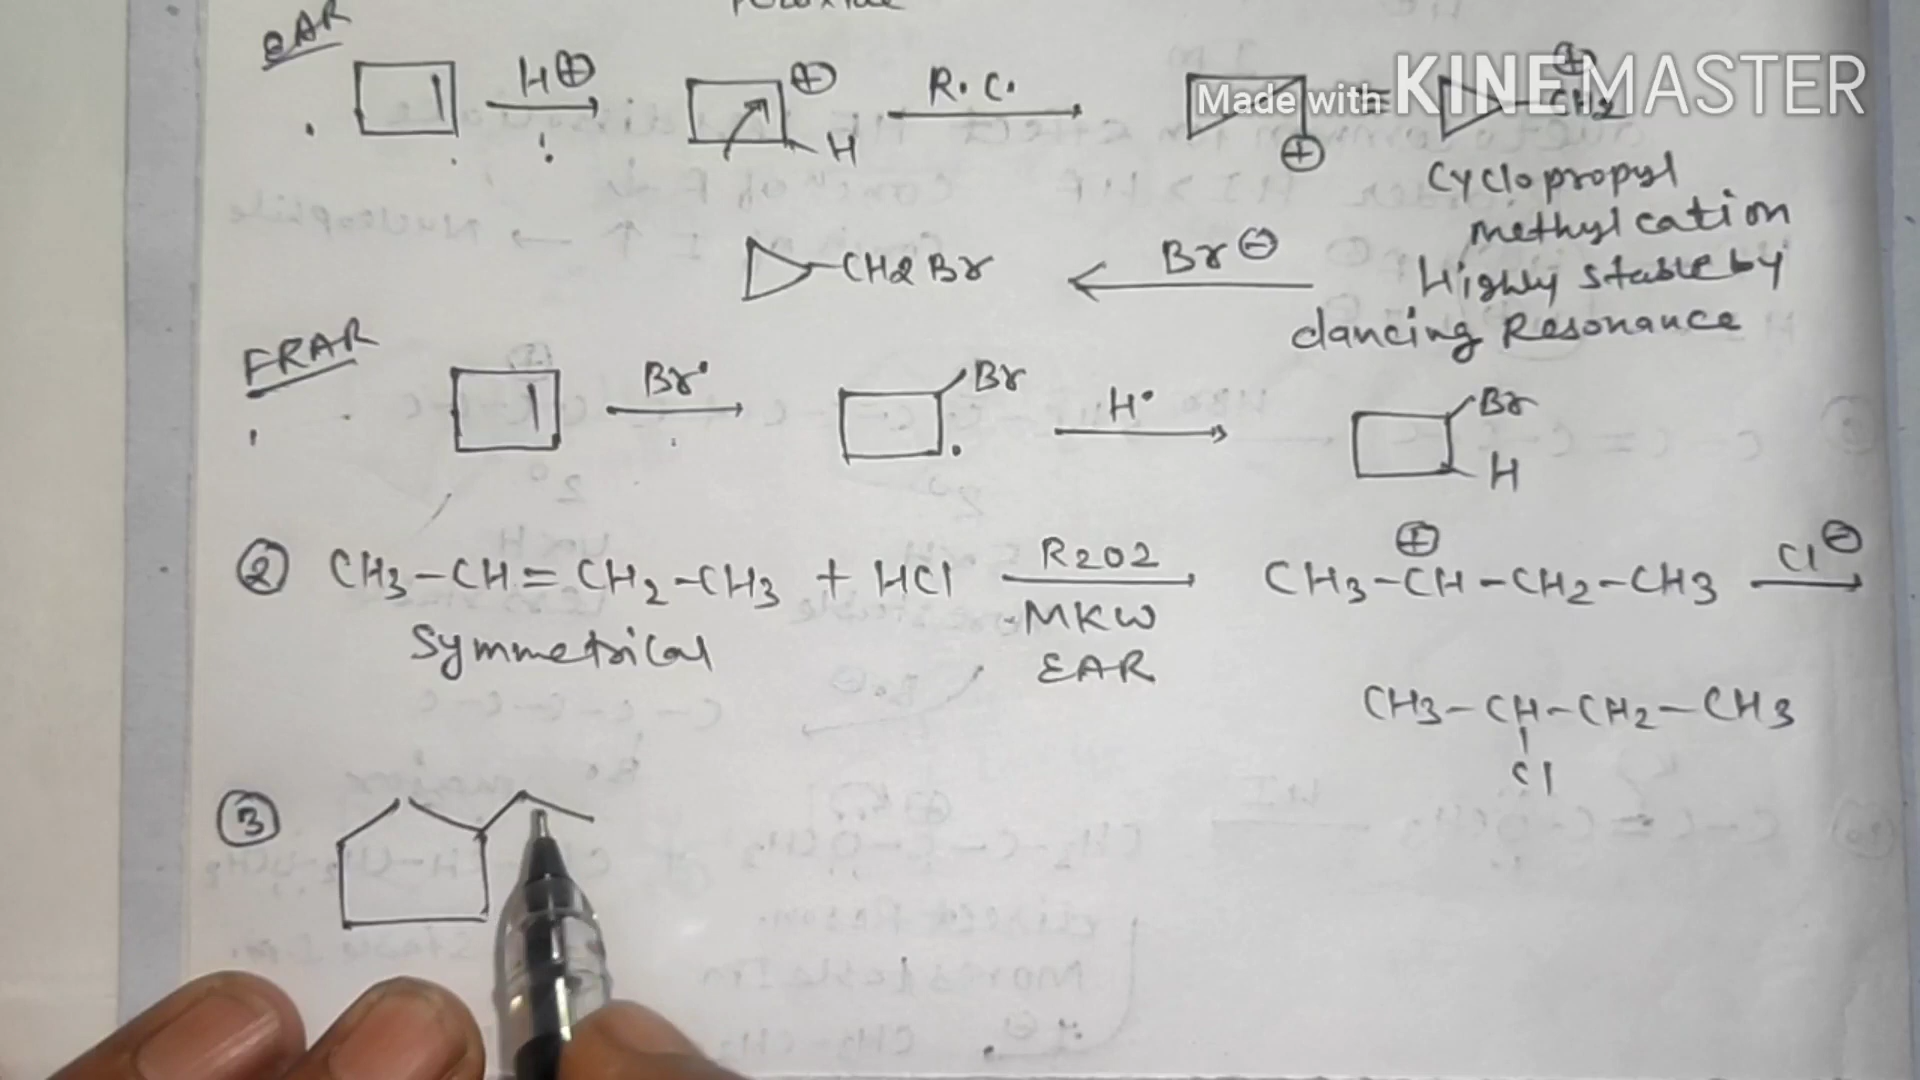 EAR
H⊕ ⊕ H R.C. ⊕ = CH2 ⊕
Made with KINEMASTER
Cyclopropyl
methyl cation
Highly stable by
dancing Resonance
CH2Br Br⊖
FRAR
Br• Br • H• Br H
② CH3-CH=CH2-CH3 + HCl R2O2 CH3-CH-CH2-CH3 ⊕ Cl⊖
MKW
Symmetrical EAR
CH3-CH-CH2-CH3
Cl
③